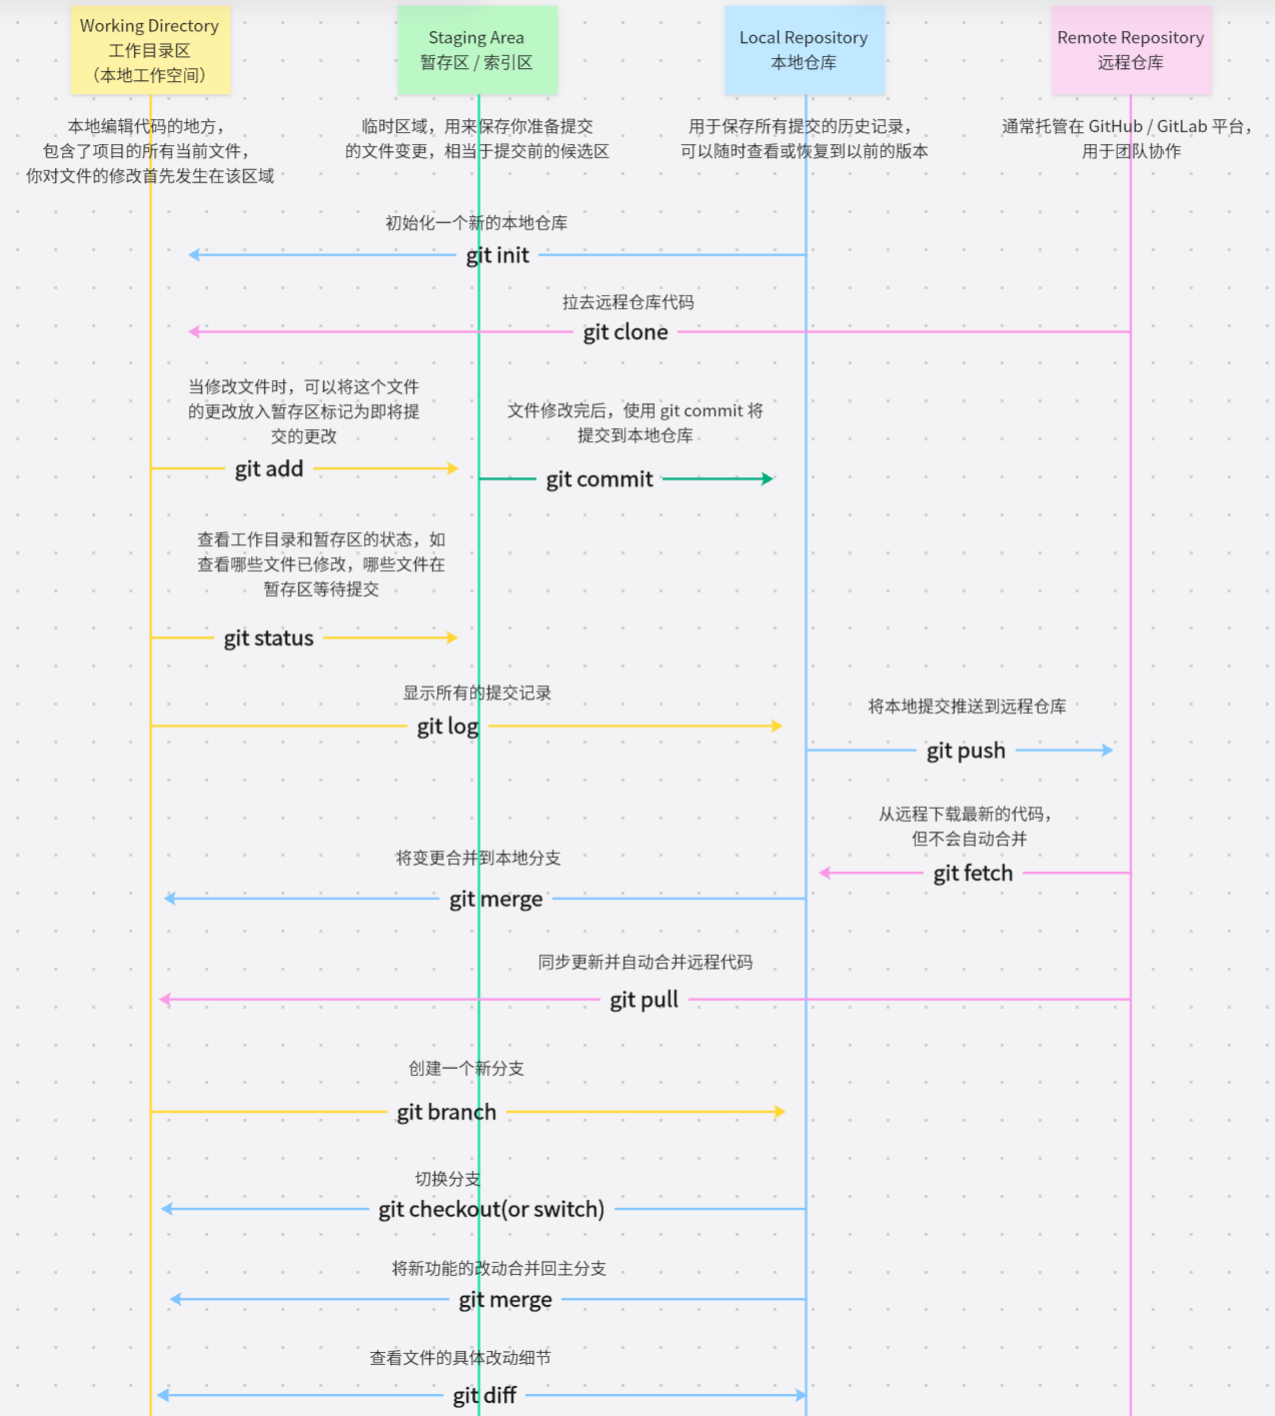 Working Directory
工作目录区
（本地工作空间）
Staging Area
暂存区 / 索引区
Local Repository
本地仓库
Remote Repository
远程仓库
本地编辑代码的地方，
包含了项目的所有当前文件，
你对文件的修改首先发生在该区域
临时区域，用来保存你准备提交
的文件变更，相当于提交前的候选区
用于保存所有提交的历史记录，
可以随时查看或恢复到以前的版本
通常托管在 GitHub / GitLab 平台，
用于团队协作
初始化一个新的本地仓库
git init
拉去远程仓库代码
git clone
当修改文件时，可以将这个文件
的更改放入暂存区标记为即将提
交的更改
git add
文件修改完后，使用 git commit 将
提交到本地仓库
git commit
查看工作目录和暂存区的状态，如
查看哪些文件已修改，哪些文件在
暂存区等待提交
git status
显示所有的提交记录
git log
将本地提交推送到远程仓库
git push
从远程下载最新的代码，
但不会自动合并
git fetch
将变更合并到本地分支
git merge
同步更新并自动合并远程代码
git pull
创建一个新分支
git branch
切换分支
git checkout(or switch)
将新功能的改动合并回主分支
git merge
查看文件的具体改动细节
git diff